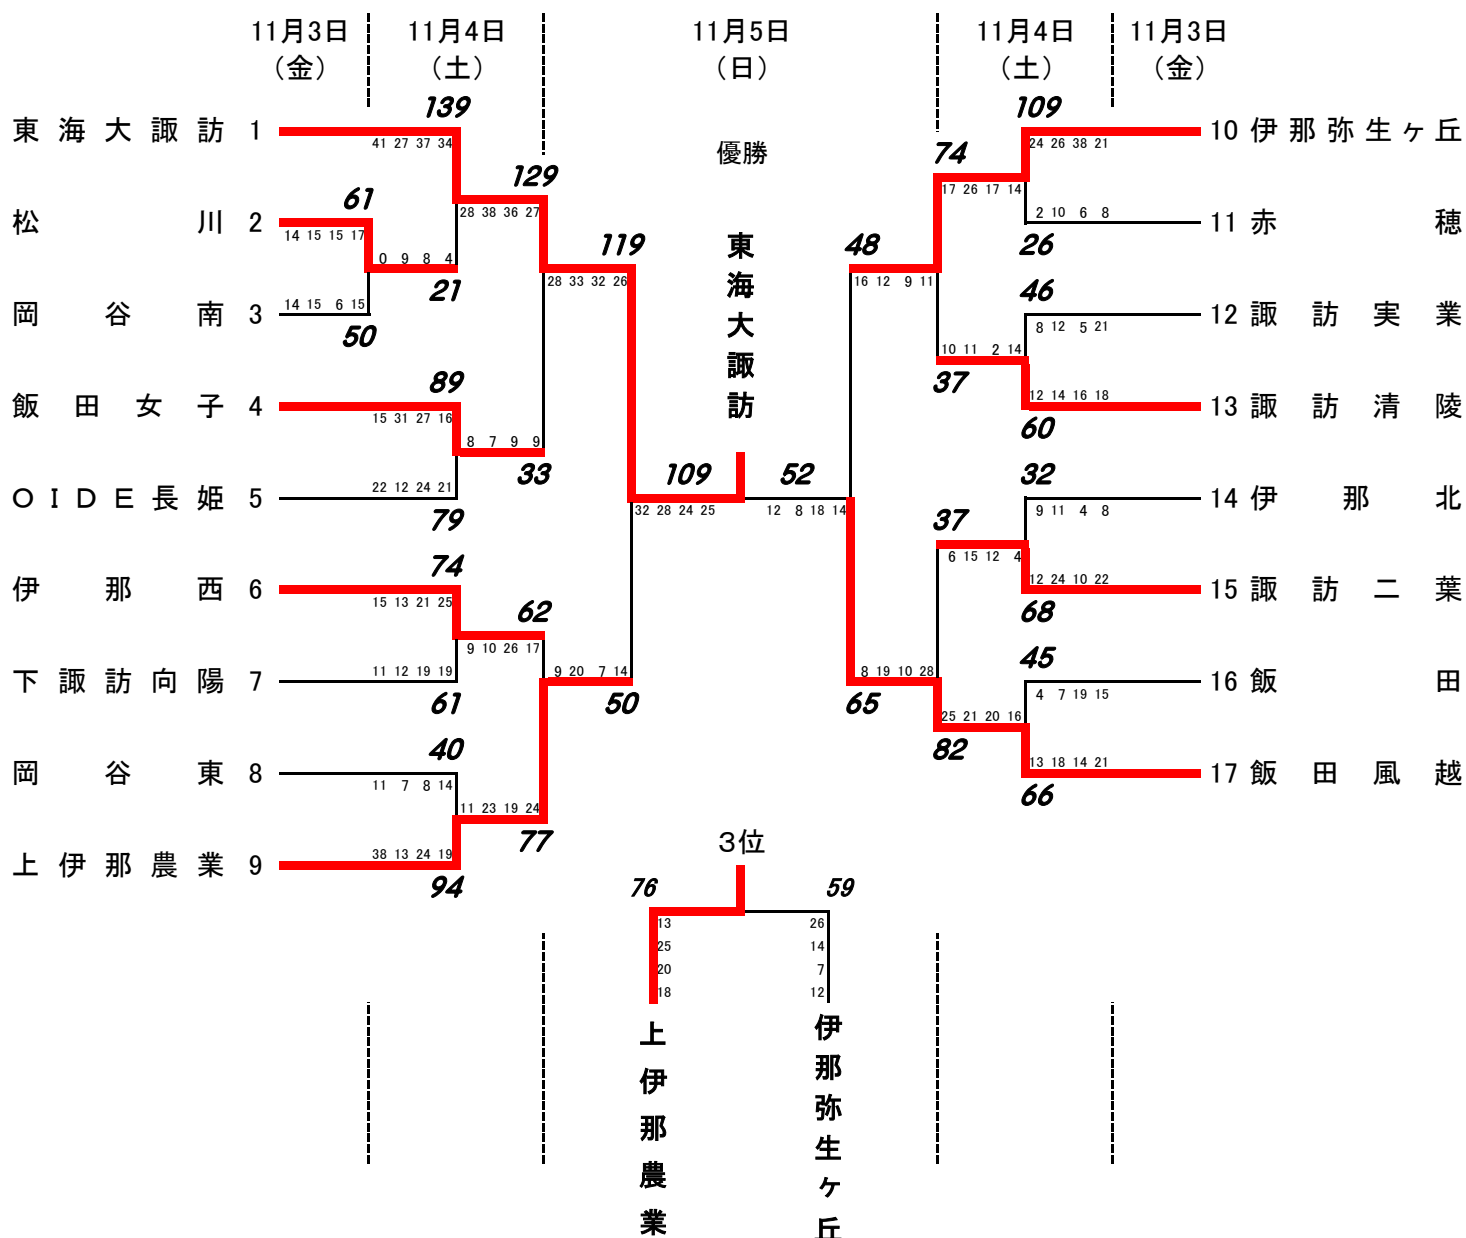 11月3日 11月4日 11月5日 11月4日 11月3日
（金） （土） （日） （土） （金）
139 109
東海大諏訪 1 10 伊那弥生ヶ丘
41 27 37 34 24 26 38 21
優勝
129 74
61
28 38 36 27 17 26 17 14
松川 2 2 10 6 8 11 赤穂
14 15 15 17
119 東海大諏訪 48 26
0 9 8 4
21 28 33 32 26 16 12 9 11 46
岡谷南 3 14 15 6 15 12 諏訪実業
50 8 12 5 21
10 11 2 14
89 37
飯田女子 4 12 14 16 18 13 諏訪清陵
15 31 27 16 60
8 7 9 9
33 109 52 32
OIDE長姫 5 22 12 24 21 14 伊那北
79 32 28 24 25 12 8 18 14 9 11 4 8
37
74 6 15 12 4
伊那西 6 12 24 10 22 15 諏訪二葉
15 13 21 25 62 68
9 10 26 17 45
下諏訪向陽 7 11 12 19 19 9 20 7 14 8 19 10 28 16 飯田
61 50 65 4 7 19 15
25 21 20 16
40 82
岡谷東 8 13 18 14 21 17 飯田風越
11 7 8 14 66
11 23 19 24
77 3位
上伊那農業 9 38 13 24 19
94 76 59
13 26
25 14
20 7
18 12
上伊那農業
伊那弥生ヶ丘